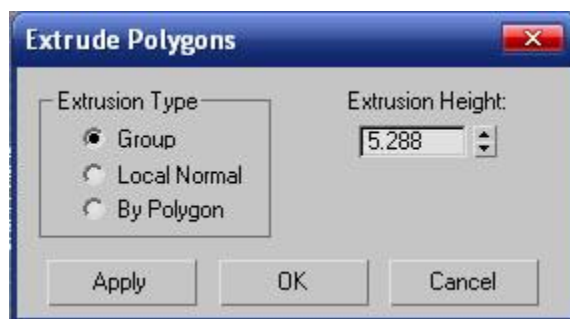 Extrude Polygons
Extrusion Type
Group
Local Normal
By Polygon
Extrusion Height:
5.288
Apply OK Cancel